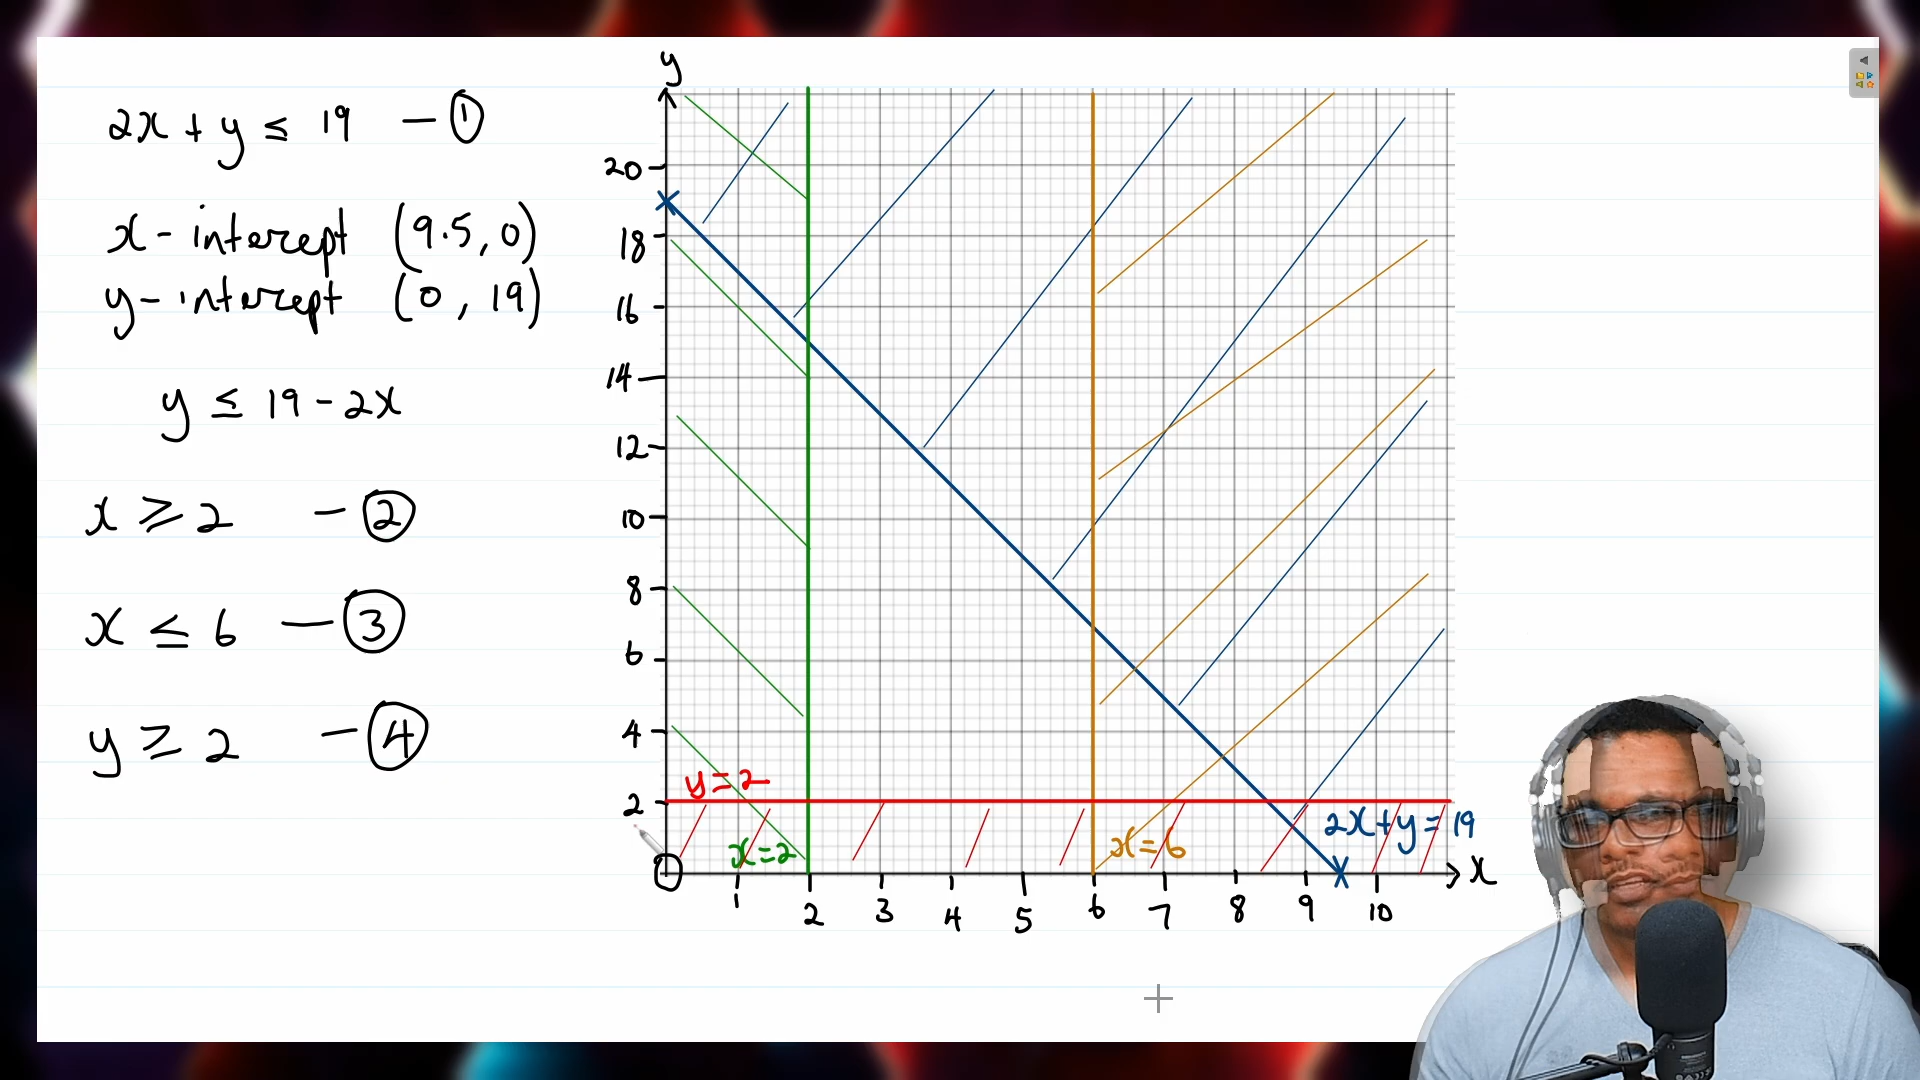 2x + y ≤ 19 — ①
x - intercept (9.5, 0)
y - intercept (0, 19)
y ≤ 19 - 2x
x ≥ 2 — ②
x ≤ 6 — ③
y ≥ 2 — ④
y
20
18
16
14
12
10
8
6
4
2
0
y = 2
x = 2
x = 6
2x + y = 19
x
1 2 3 4 5 6 7 8 9 10